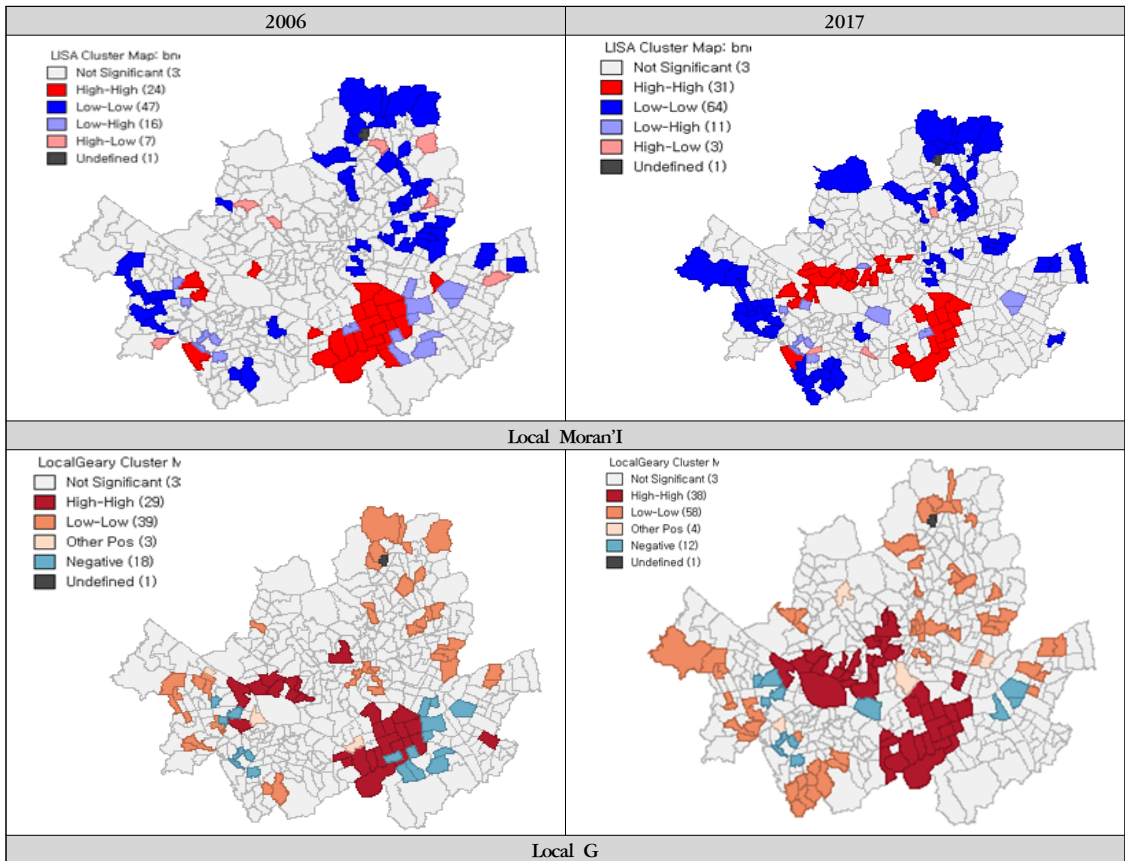 2006
2017
LISA Cluster Map: bn
Not Significant (3
High-High (24)
Low-Low (47)
Low-High (16)
High-Low (7)
Undefined (1)
LISA Cluster Map: bn
Not Significant (3
High-High (31)
Low-Low (64)
Low-High (11)
High-Low (3)
Undefined (1)
Local Moran'I
LocalGeary Cluster M
Not Significant (3
High-High (29)
Low-Low (39)
Other Pos (3)
Negative (18)
Undefined (1)
LocalGeary Cluster M
Not Significant (3
High-High (38)
Low-Low (58)
Other Pos (4)
Negative (12)
Undefined (1)
Local G